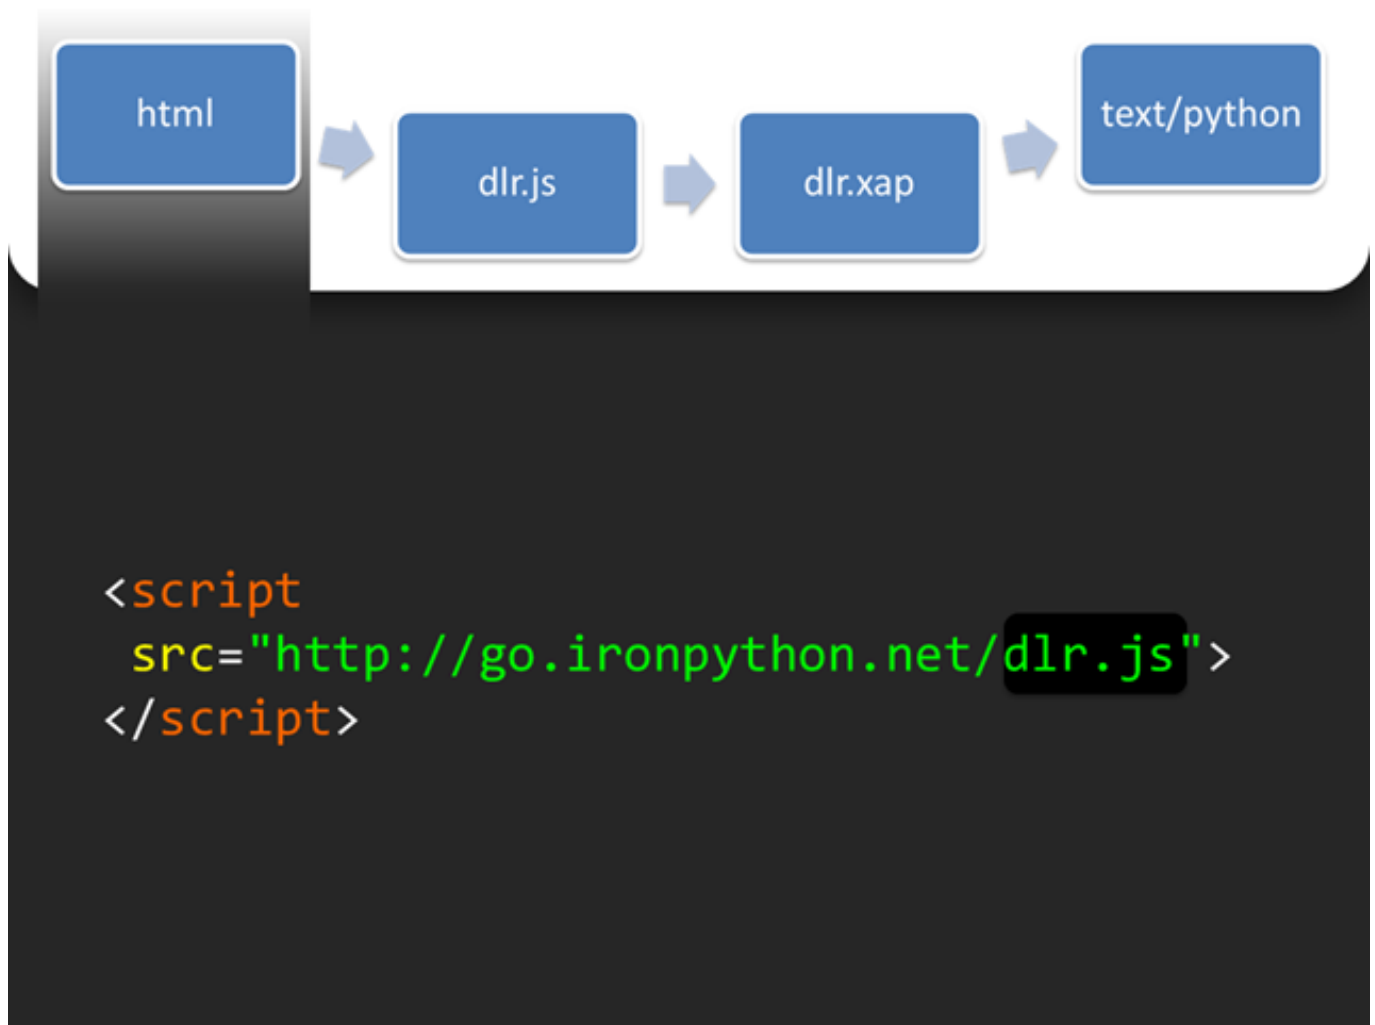 html
dlr.js
dlr.xap
text/python
<script
src="http://go.ironpython.net/dlr.js">
</script>